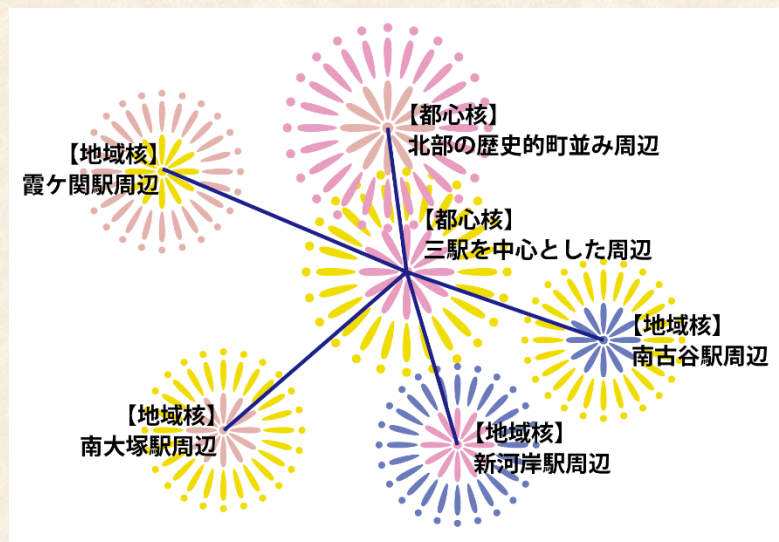 【都心核】
北部の歴史的町並み周辺
【地域核】
霞ケ関駅周辺
【都心核】
三駅を中心とした周辺
【地域核】
南古谷駅周辺
【地域核】
南大塚駅周辺
【地域核】
新河岸駅周辺